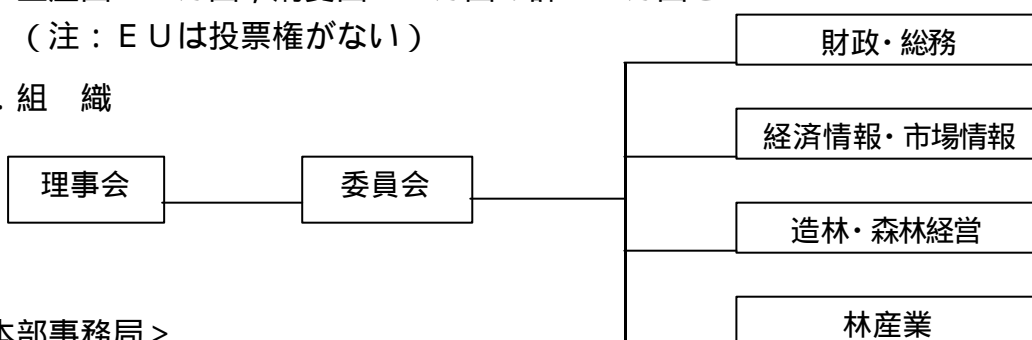 （注：ＥＵは投票権がない）
組　織
理事会
委員会
財政・総務
経済情報・市場情報
造林・森林経営
林産業
本部事務局＞